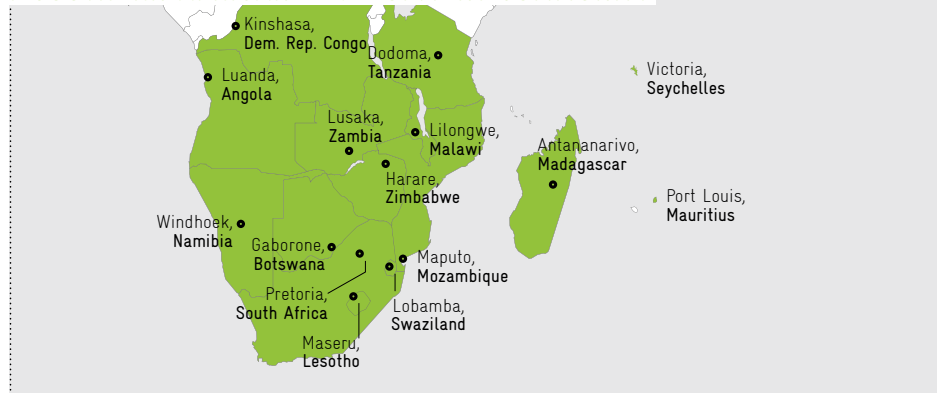 Kinshasa,
Dem. Rep. Congo
Dodoma,
Tanzania
Luanda,
Angola
Victoria,
Seychelles
Lusaka,
Zambia
Lilongwe,
Malawi
Antananarivo,
Madagascar
Harare,
Zimbabwe
Port Louis,
Mauritius
Windhoek,
Namibia
Gaborone,
Botswana
Maputo,
Mozambique
Pretoria,
South Africa
Lobamba,
Swaziland
Maseru,
Lesotho